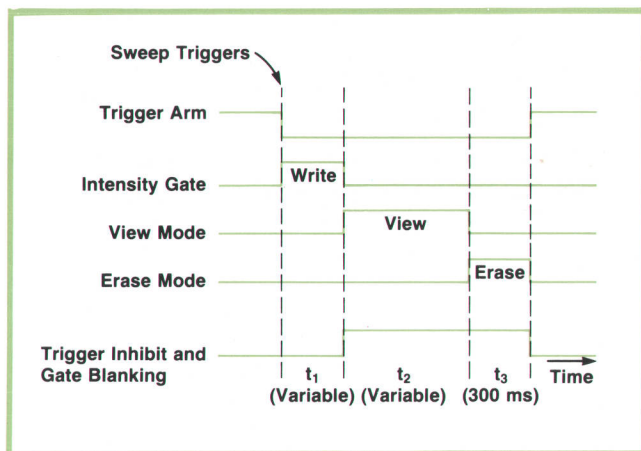 Sweep Triggers
Trigger Arm
Write
Intensity Gate
View
View Mode
Erase
Erase Mode
Trigger Inhibit and
Gate Blanking
Time
t₁ t₂ t₃
(Variable) (Variable) (300 ms)